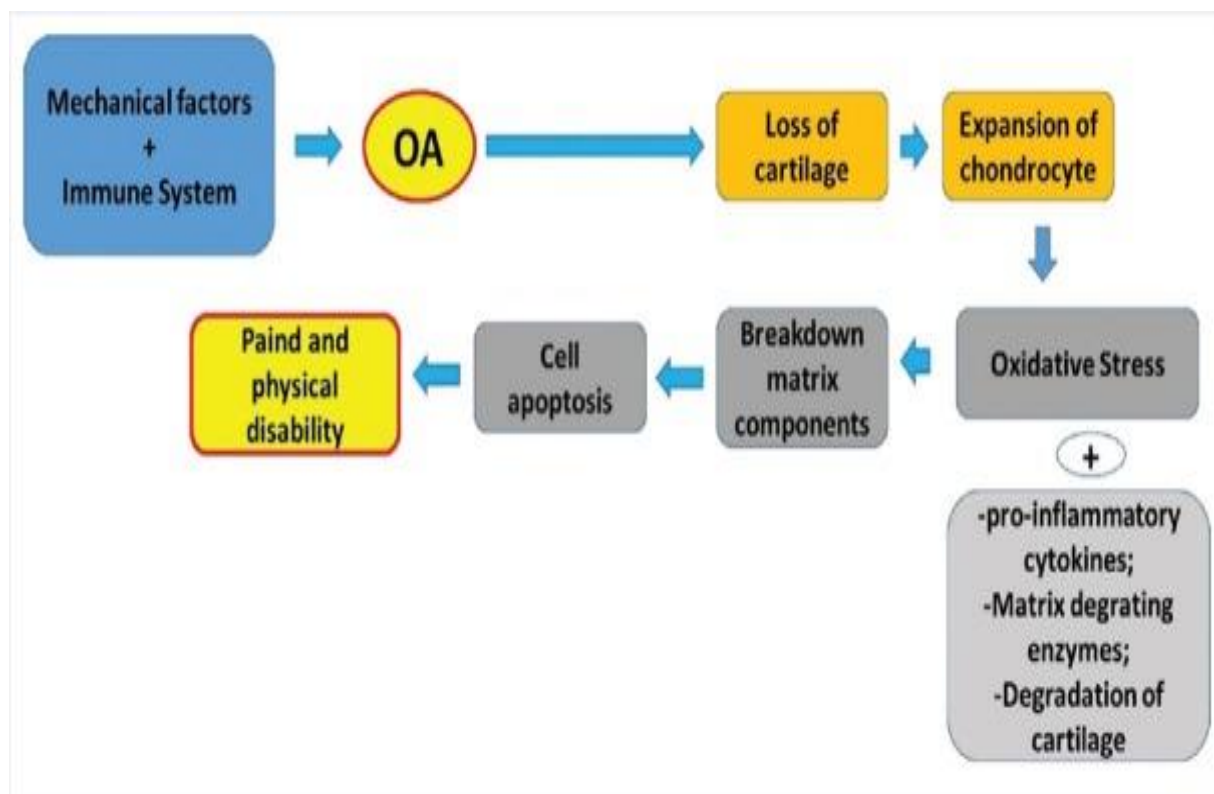 Mechanical factors
+
Immune System
OA
Loss of
cartilage
Expansion of
chondrocyte
Oxidative Stress
+
-pro-inflammatory
cytokines;
-Matrix degrating
enzymes;
-Degradation of
cartilage
Breakdown
matrix
components
Cell
apoptosis
Paind and
physical
disability